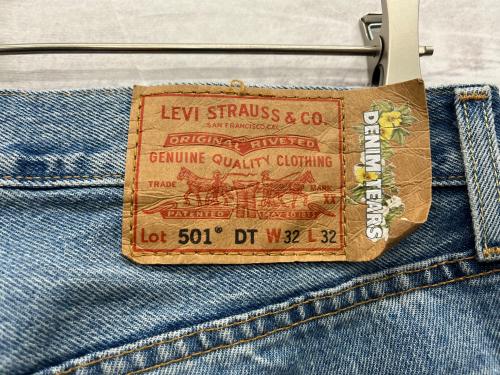 LEVI STRAUSS & CO.
SAN FRANCISCO, CAL.
ORIGINAL RIVETED
GENUINE QUALITY CLOTHING
TRADE MARK
XX
PATENTED MAY 20 1873
Lot 501® DT W32 L 32
DENIM TEARS